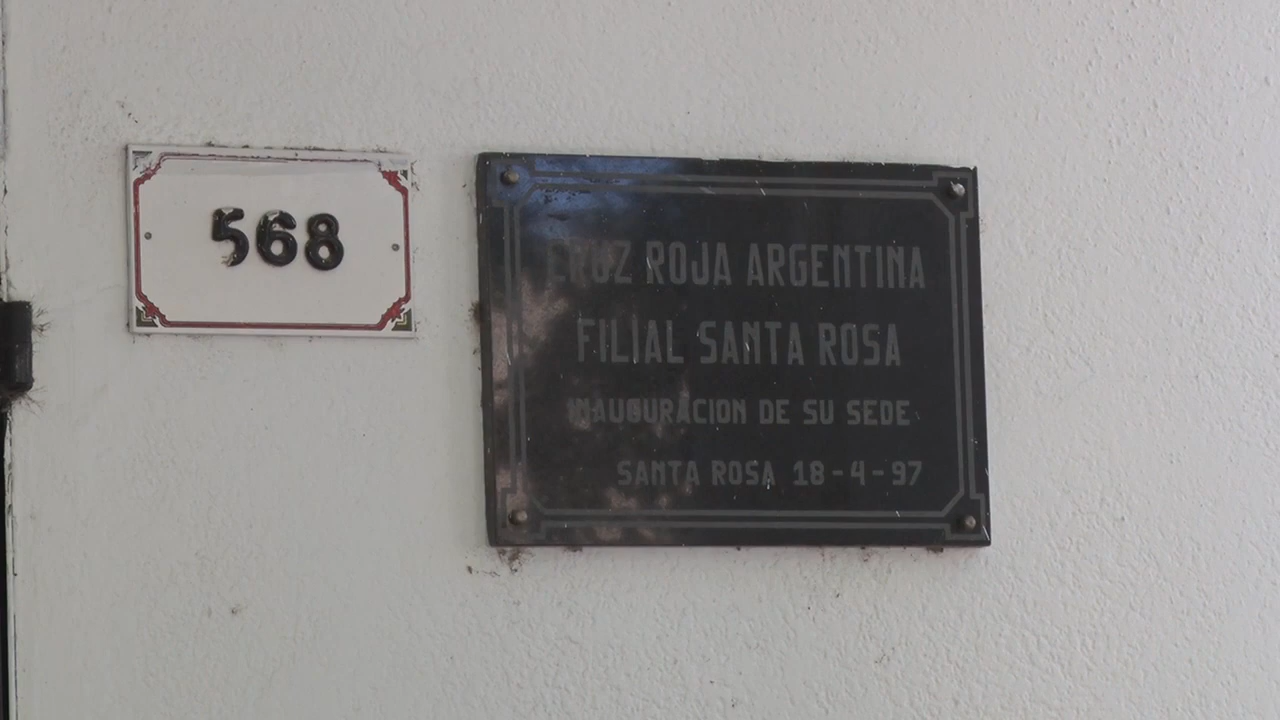 568
CRUZ ROJA ARGENTINA
FILIAL SANTA ROSA
INAUGURACION DE SU SEDE
SANTA ROSA 18-4-97